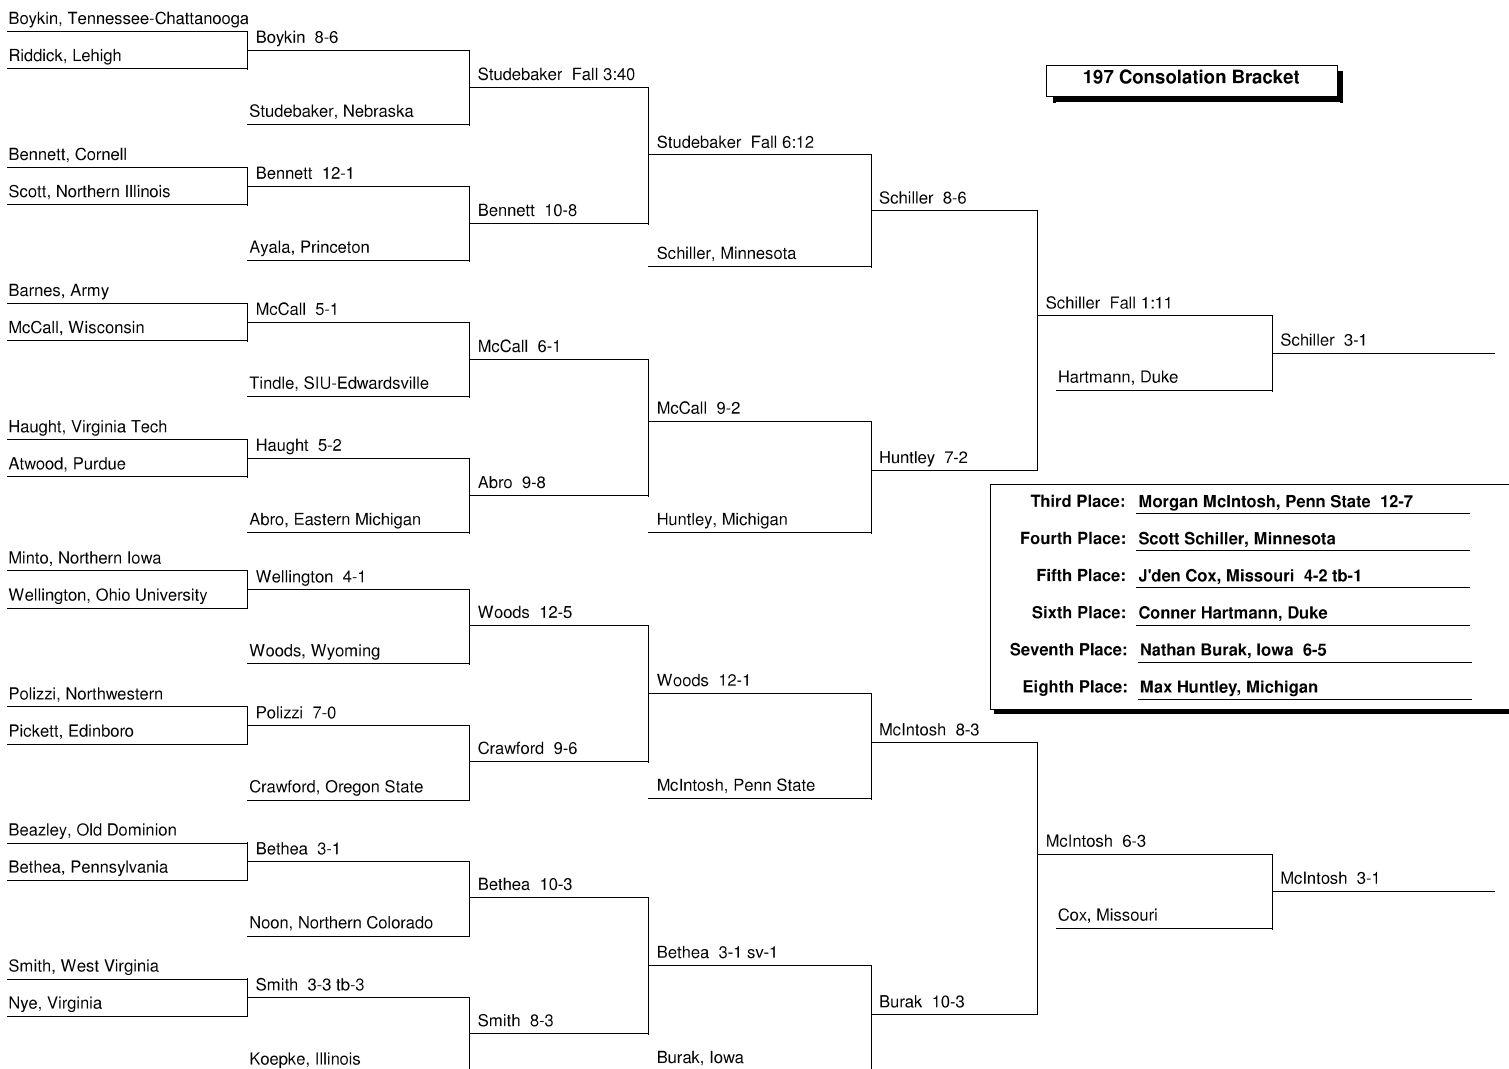 Boykin, Tennessee-Chattanooga
Riddick, Lehigh
Boykin 8-6
Studebaker, Nebraska
Studebaker Fall 3:40
Bennett, Cornell
Scott, Northern Illinois
Bennett 12-1
Ayala, Princeton
Bennett 10-8
Studebaker Fall 6:12
Schiller, Minnesota
Schiller 8-6
197 Consolation Bracket
Barnes, Army
McCall, Wisconsin
McCall 5-1
Tindle, SIU-Edwardsville
McCall 6-1
Haught, Virginia Tech
Atwood, Purdue
Haught 5-2
Abro, Eastern Michigan
Abro 9-8
McCall 9-2
Huntley, Michigan
Huntley 7-2
Schiller Fall 1:11
Hartmann, Duke
Schiller 3-1
Third Place: Morgan McIntosh, Penn State 12-7
Fourth Place: Scott Schiller, Minnesota
Fifth Place: J'den Cox, Missouri 4-2 tb-1
Sixth Place: Conner Hartmann, Duke
Seventh Place: Nathan Burak, Iowa 6-5
Eighth Place: Max Huntley, Michigan
Minto, Northern Iowa
Wellington, Ohio University
Wellington 4-1
Woods, Wyoming
Woods 12-5
Polizzi, Northwestern
Pickett, Edinboro
Polizzi 7-0
Crawford, Oregon State
Crawford 9-6
Woods 12-1
McIntosh, Penn State
McIntosh 8-3
Beazley, Old Dominion
Bethea, Pennsylvania
Bethea 3-1
Noon, Northern Colorado
Bethea 10-3
Smith, West Virginia
Nye, Virginia
Smith 3-3 tb-3
Koepke, Illinois
Smith 8-3
Bethea 3-1 sv-1
Burak, Iowa
Burak 10-3
McIntosh 6-3
Cox, Missouri
McIntosh 3-1